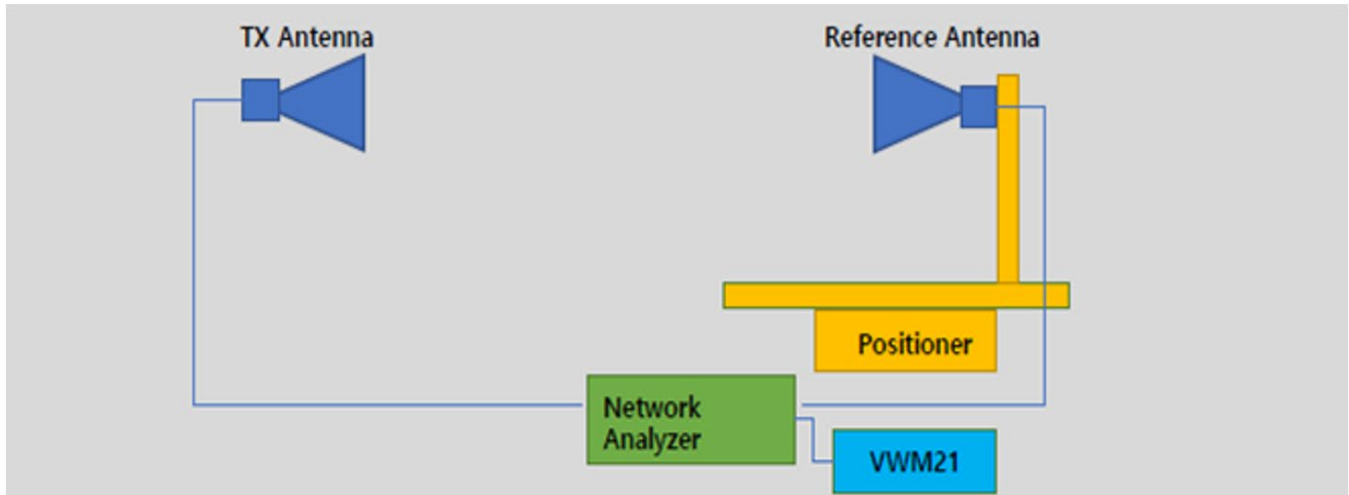 TX Antenna
Reference Antenna
Positioner
Network
Analyzer
VWM21